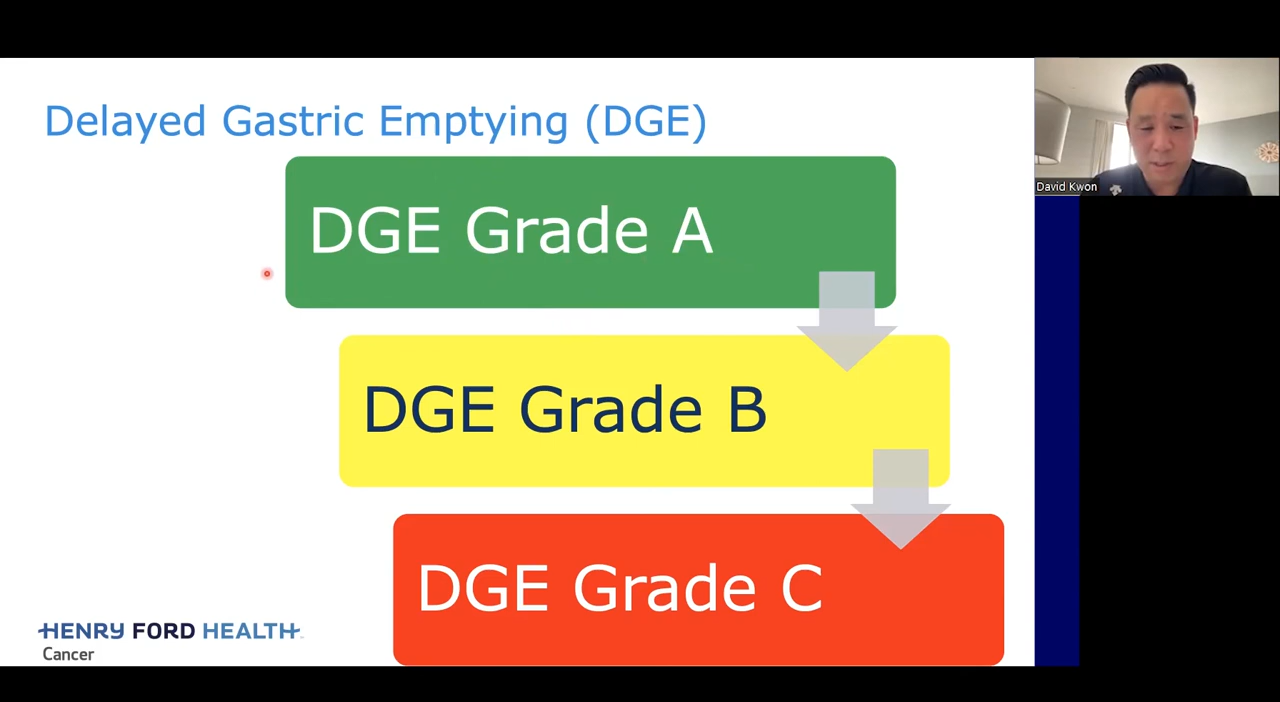 Delayed Gastric Emptying (DGE)
DGE Grade A
David Kwon
DGE Grade B
DGE Grade C
HENRY FORD HEALTH
Cancer